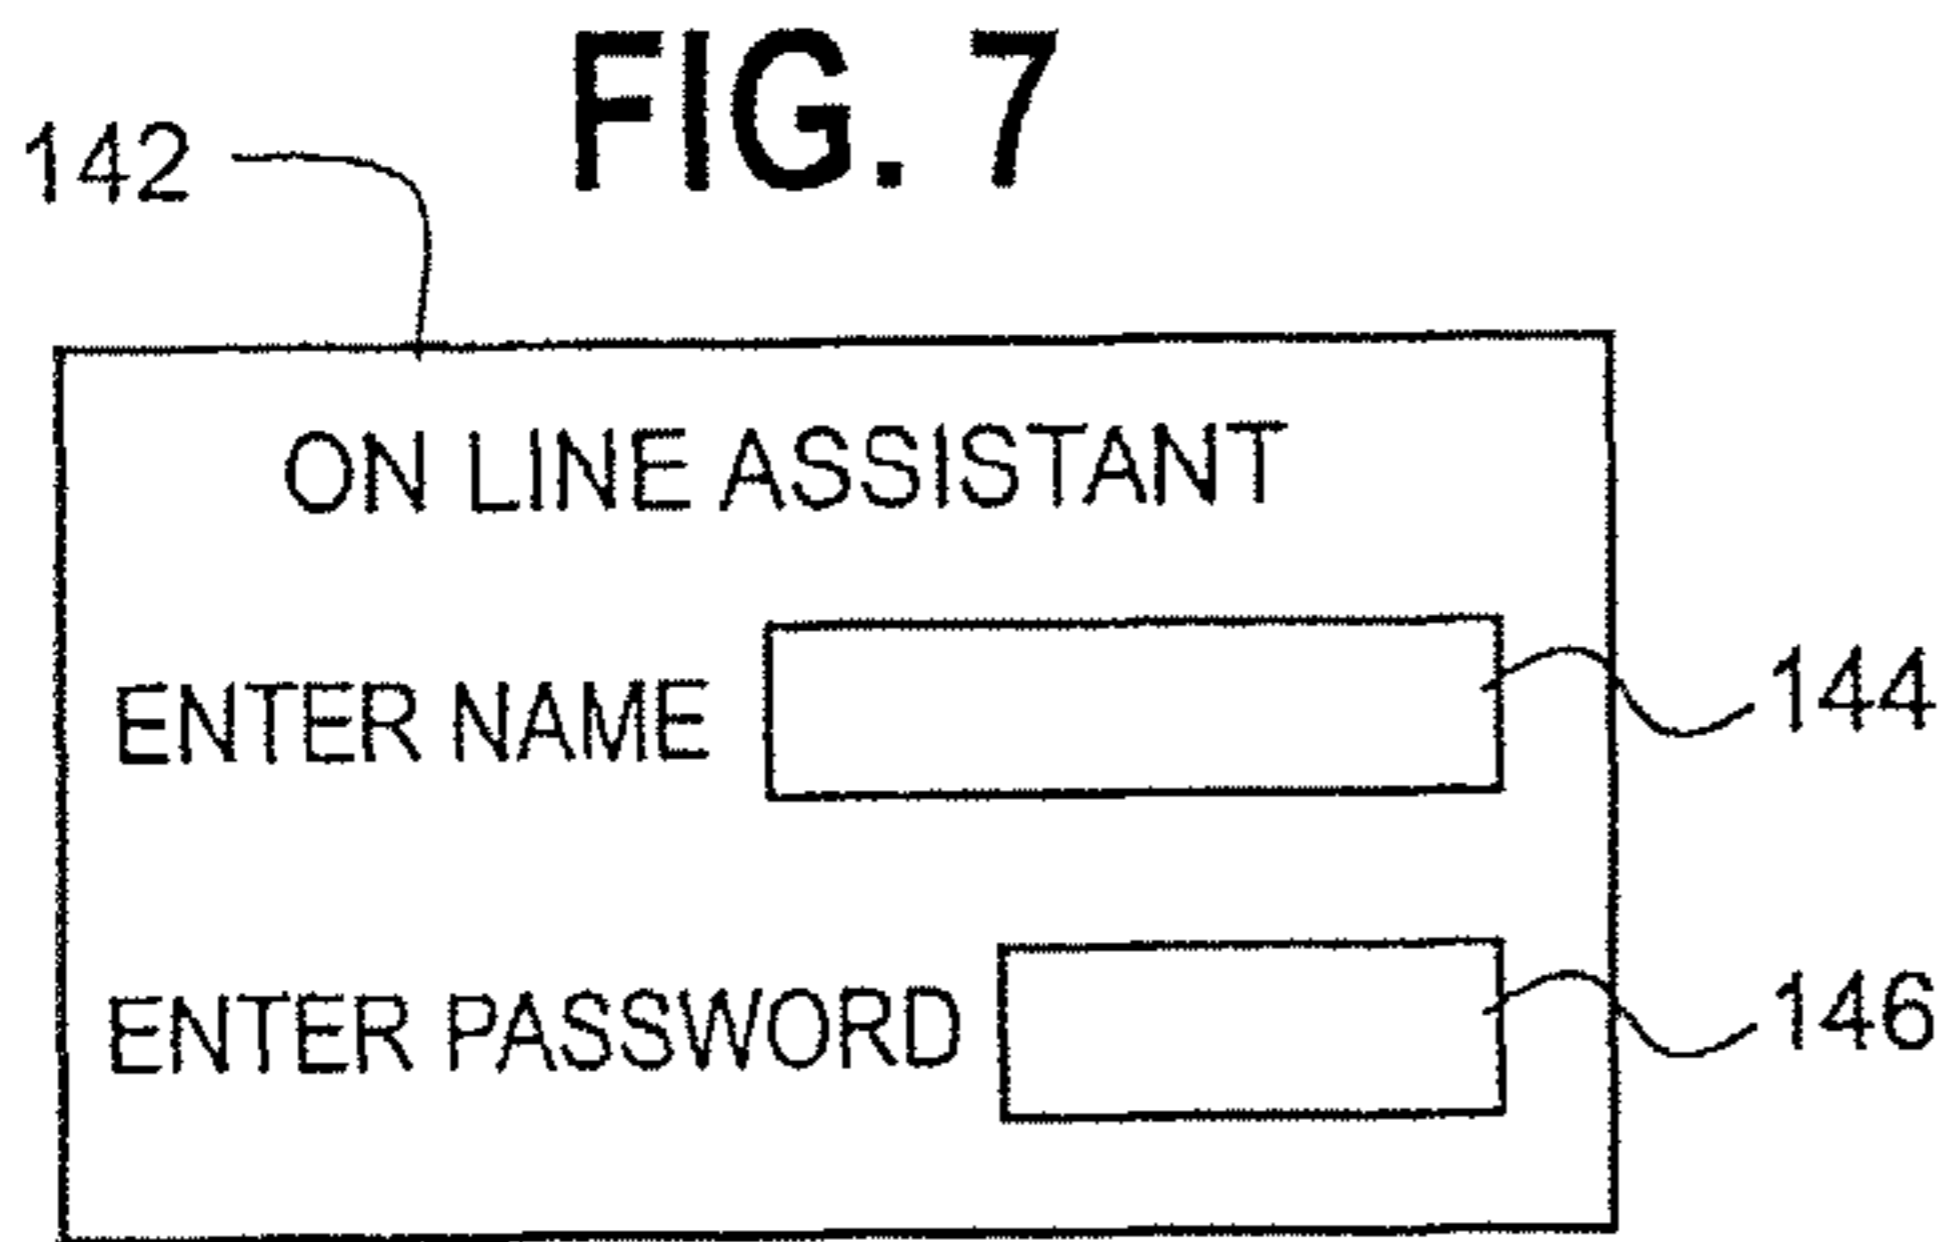 FIG. 7
142
ON LINE ASSISTANT
ENTER NAME
144
ENTER PASSWORD
146